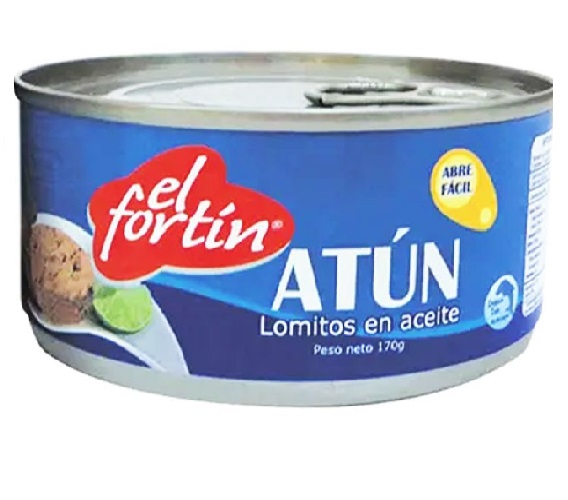 el
fortín®
ABRE
FÁCIL
ATÚN
Lomitos en aceite
Peso neto 170g